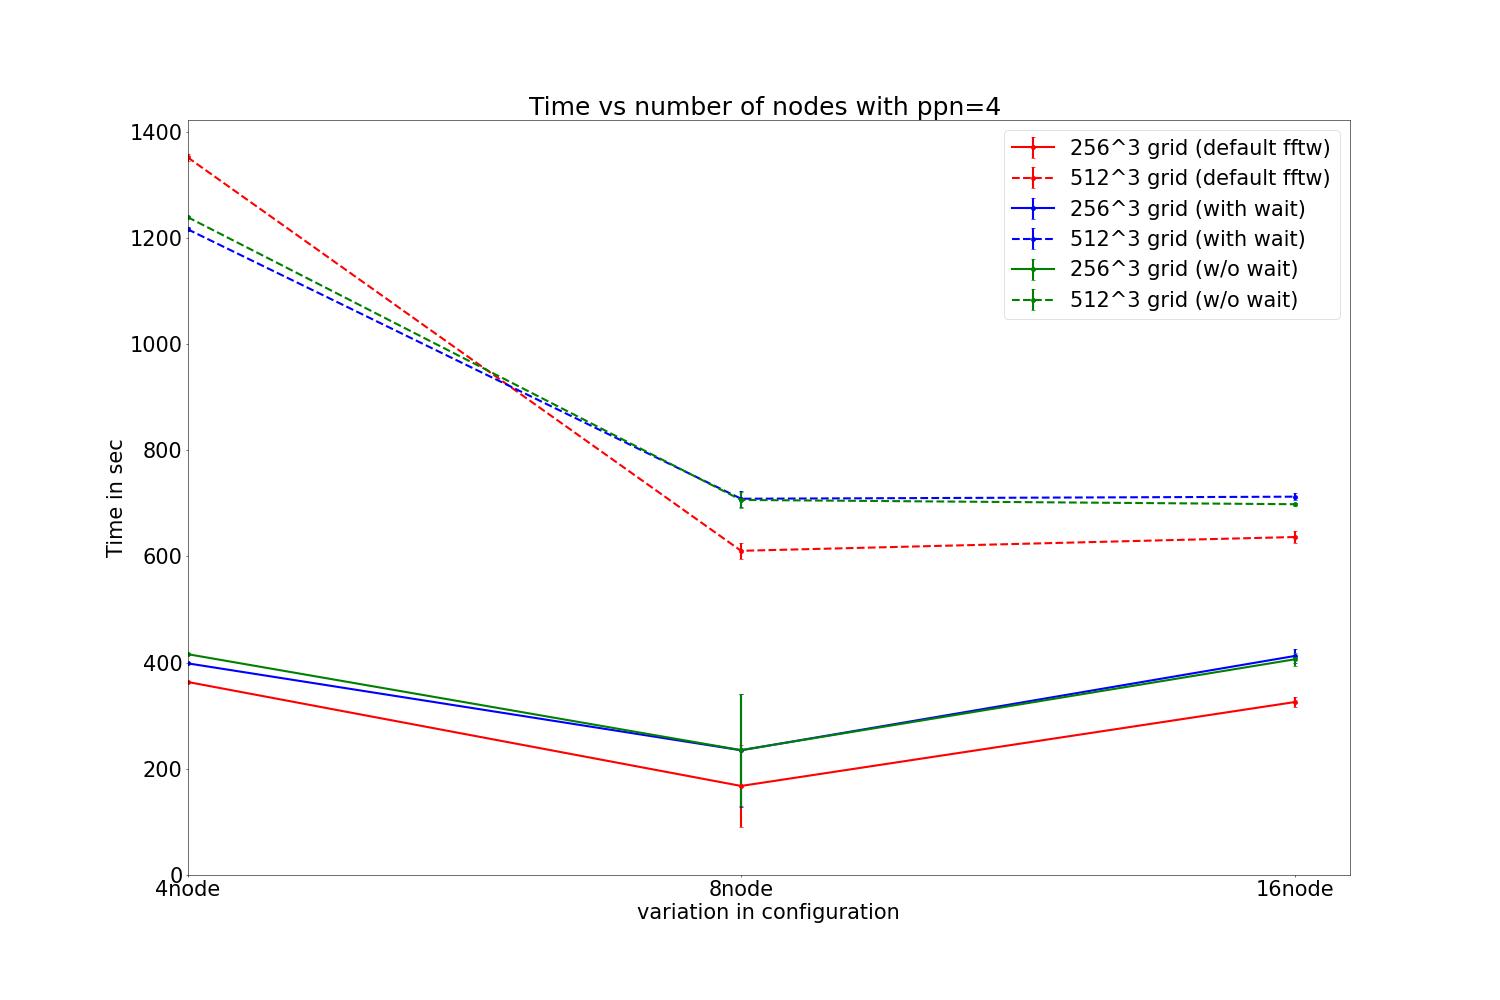 Time vs number of nodes with ppn=4
256^3 grid (default fftw)
512^3 grid (default fftw)
256^3 grid (with wait)
512^3 grid (with wait)
256^3 grid (w/o wait)
512^3 grid (w/o wait)
1400
1200
1000
800
600
400
200
0
Time in sec
4node 8node 16node
variation in configuration